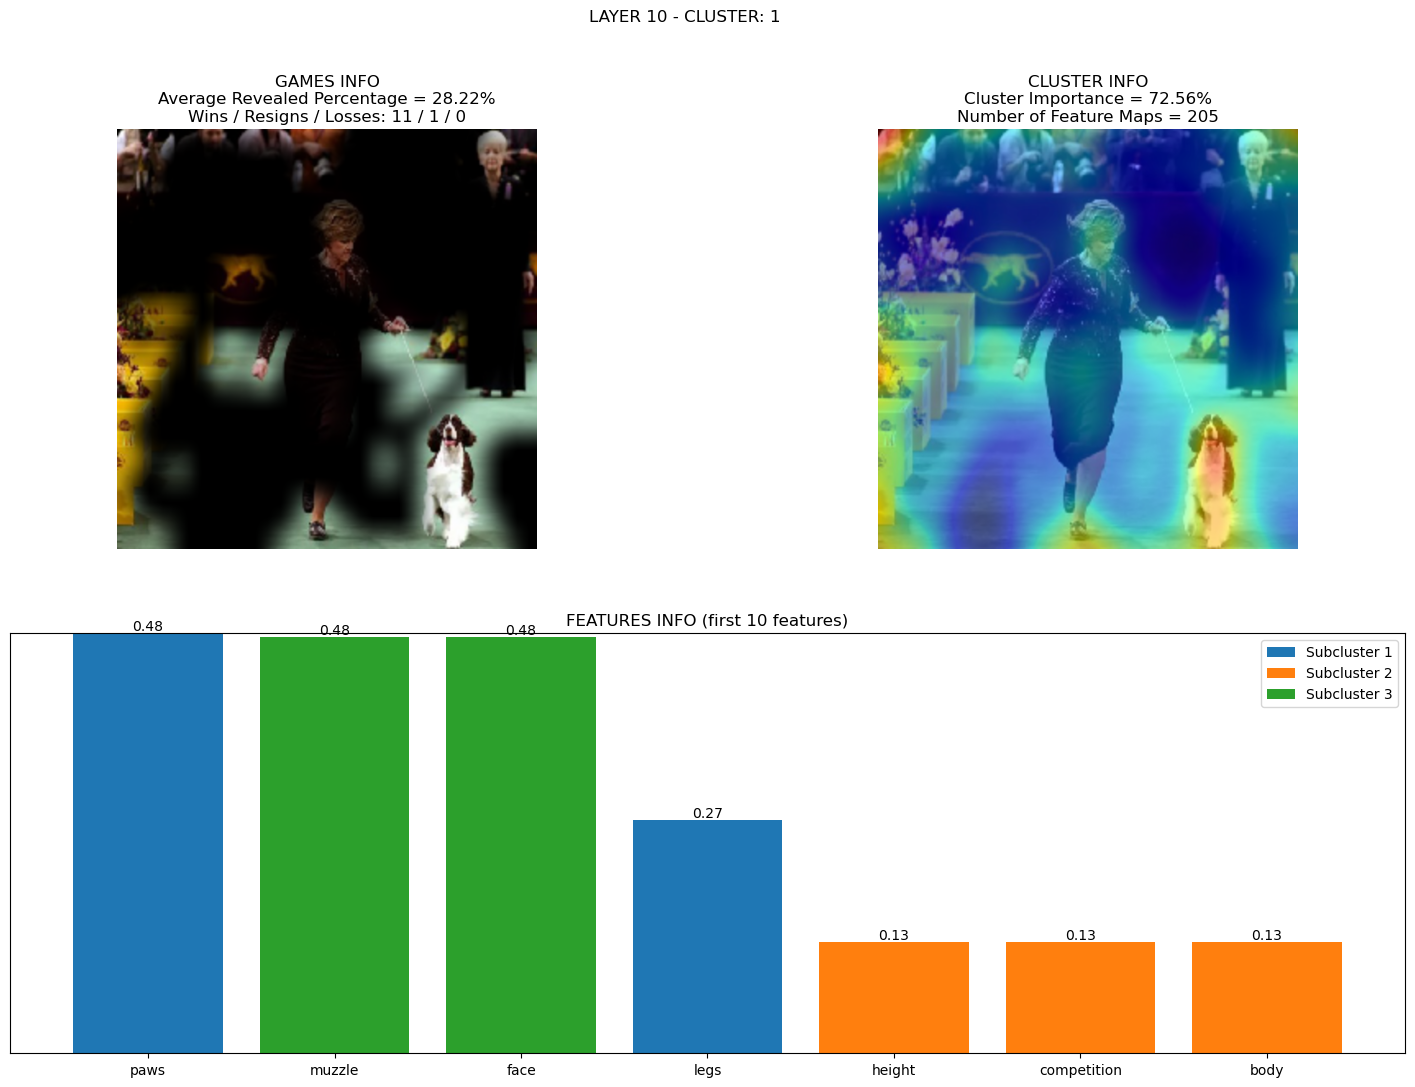 LAYER 10 - CLUSTER: 1
GAMES INFO
Average Revealed Percentage = 28.22%
Wins / Resigns / Losses: 11 / 1 / 0
CLUSTER INFO
Cluster Importance = 72.56%
Number of Feature Maps = 205
FEATURES INFO (first 10 features)
0.48
0.48
0.48
0.27
0.13
0.13
0.13
Subcluster 1
Subcluster 2
Subcluster 3
paws
muzzle
face
legs
height
competition
body